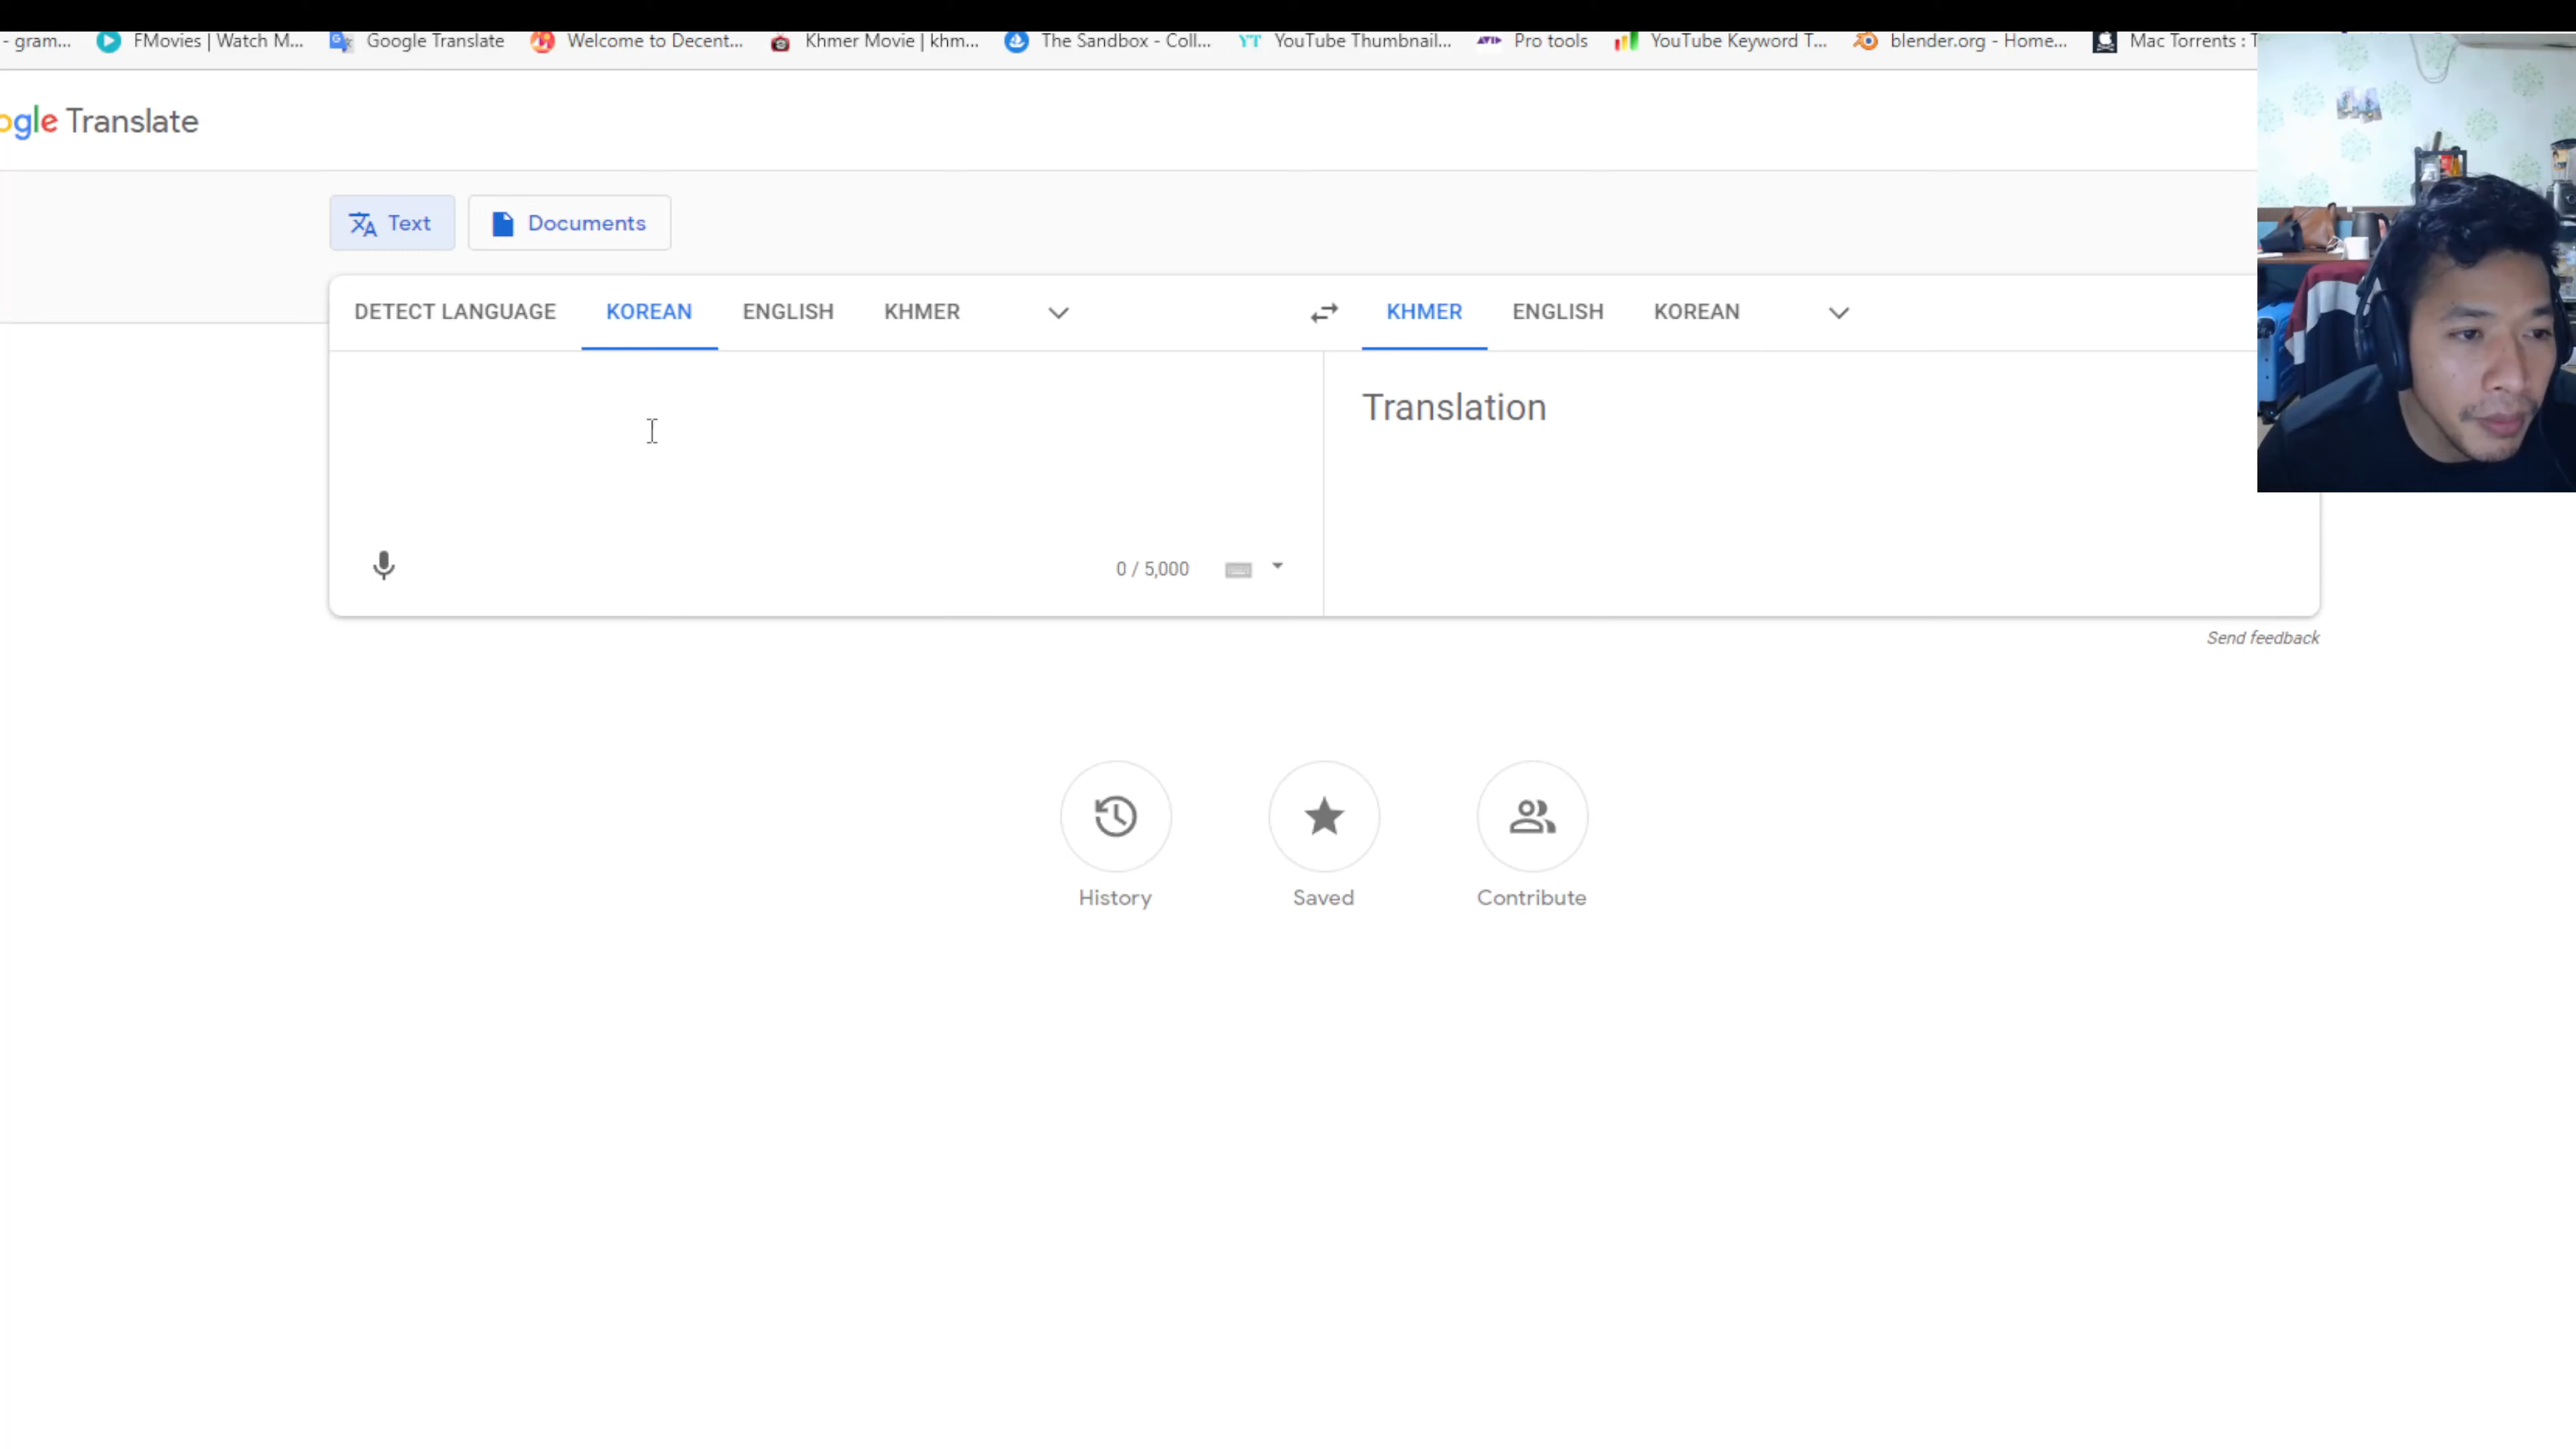 - gram... FMovies | Watch M... Google Translate Welcome to Decent... Khmer Movie | khm... The Sandbox - Coll... YT YouTube Thumbnail... AVID Pro tools YouTube Keyword T... blender.org - Home... Mac Torrents : T
ogle Translate
Text Documents
DETECT LANGUAGE KOREAN ENGLISH KHMER KHMER ENGLISH KOREAN
Translation
0 / 5,000
Send feedback
History Saved Contribute